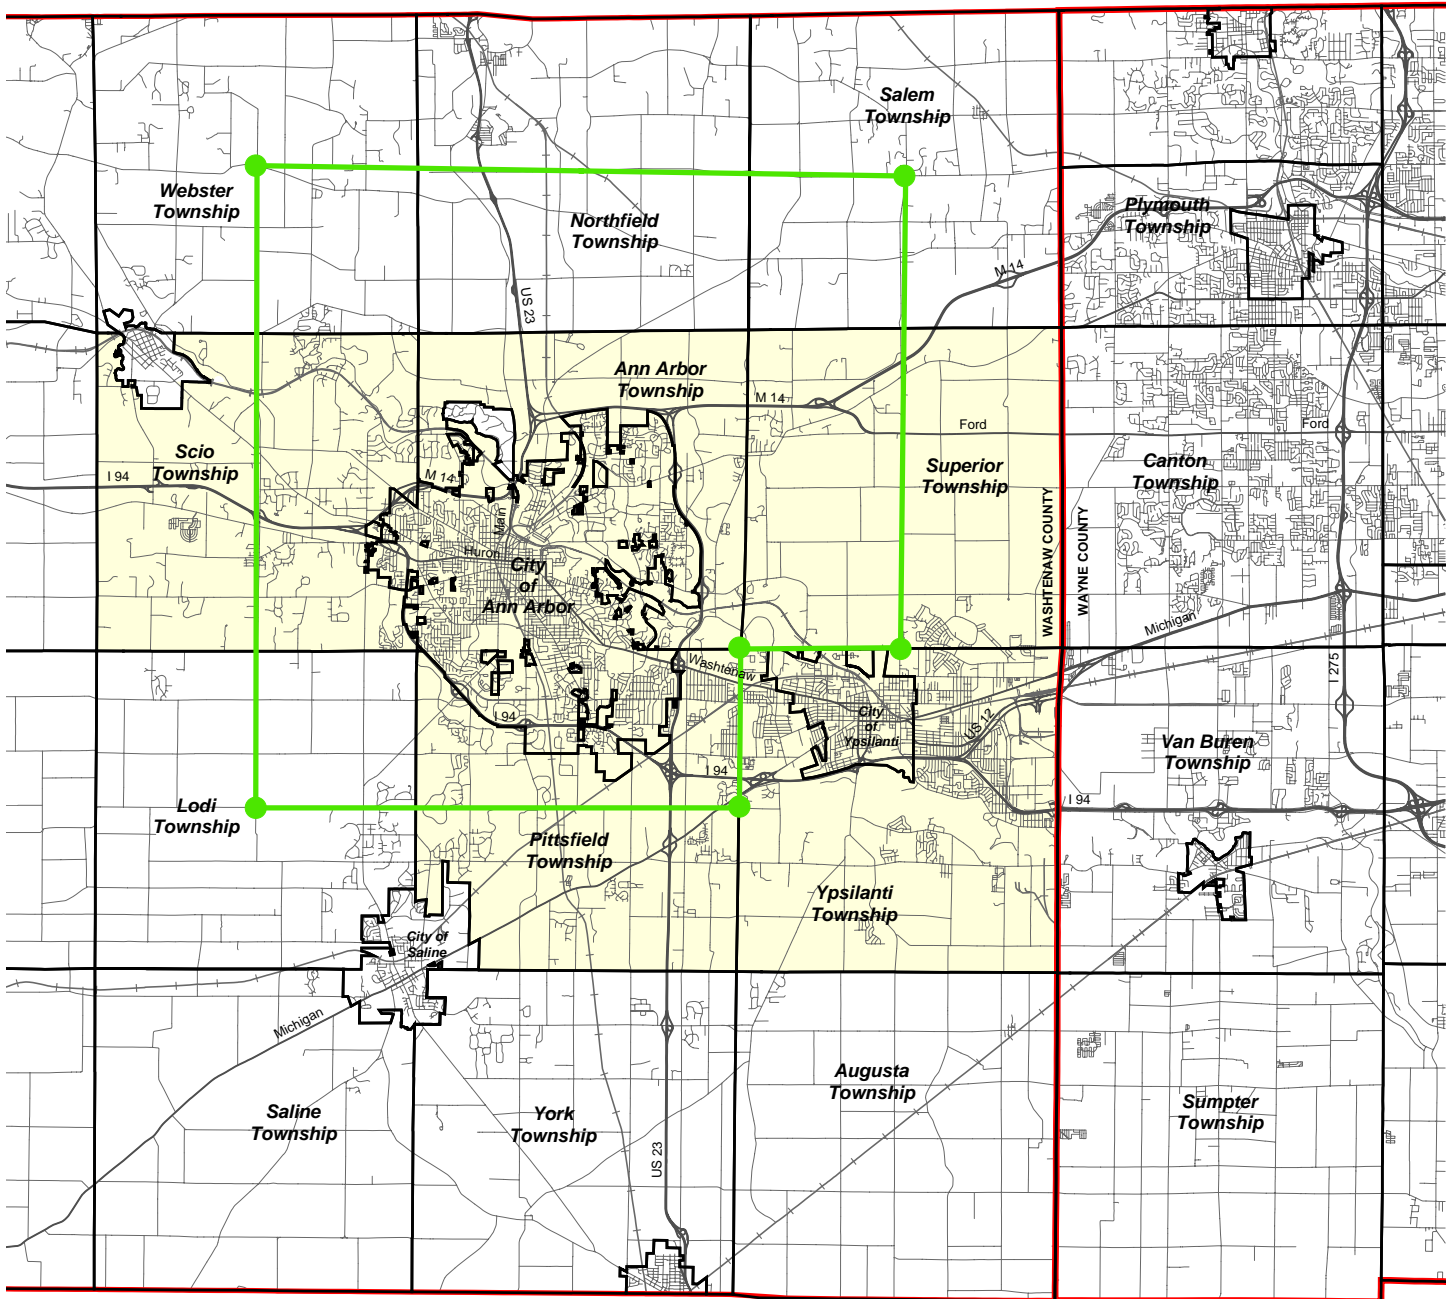 Salem
Township
Webster
Township
Northfield
Township
Plymouth
Township
M 14
US 23
Ann Arbor
Township
M 14
Ford
Ford
Scio
Township
I 94
M 14
Superior
Township
Canton
Township
Main
Huron
City
of
Ann Arbor
WASHTENAW COUNTY
WAYNE COUNTY
Michigan
Washtenaw
I 275
City
of
Ypsilanti
US 12
I 94
I 94
Van Buren
Township
I 94
Lodi
Township
Pittsfield
Township
Ypsilanti
Township
City of
Saline
Michigan
Augusta
Township
Saline
Township
York
Township
Sumpter
Township
US 23